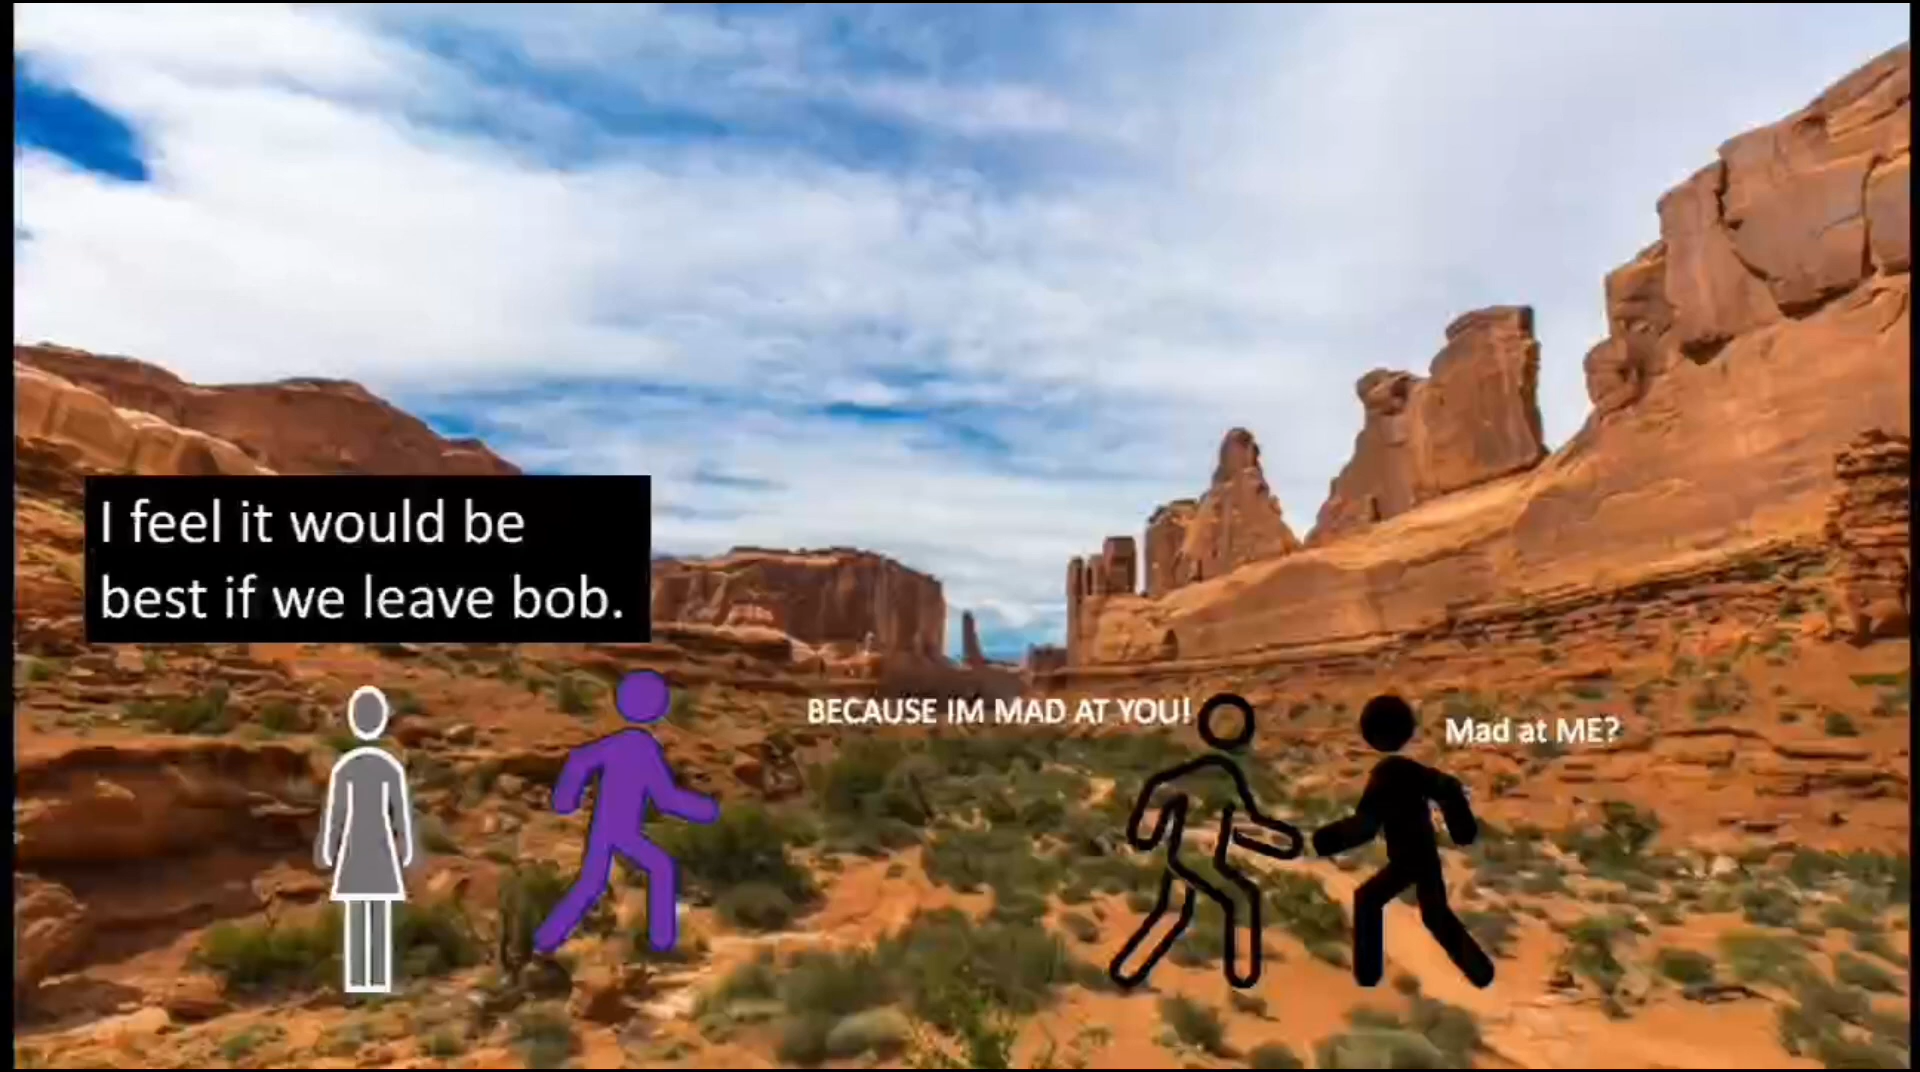 I feel it would be
best if we leave bob.
BECAUSE IM MAD AT YOU!
Mad at ME?